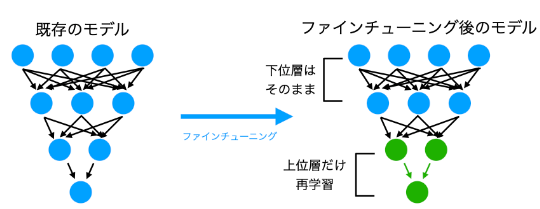 既存のモデル
ファインチューニング後のモデル
下位層は
そのまま
ファインチューニング
上位層だけ
再学習